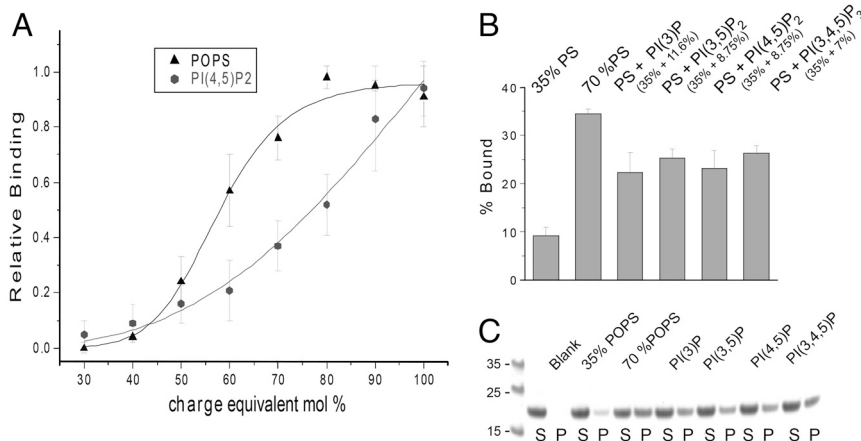 A
POPS
PI(4,5)P2
Relative Binding
1.0
0.8
0.6
0.4
0.2
0.0
30 40 50 60 70 80 90 100
charge equivalent mol %
B
35% PS
70 %PS
PS + PI(3)P
(35% + 11.6%)
PS + PI(3,5)P2
(35% + 8.75%)
PS + PI(4,5)P2
(35% + 8.75%)
PS + PI(3,4,5)P3
(35% + 7%)
% Bound
40
30
20
10
0
C
Blank
35% POPS
70 %POPS
PI(3)P
PI(3,5)P
PI(4,5)P
PI(3,4,5)P
35
25
15
S P S P S P S P S P S P S P